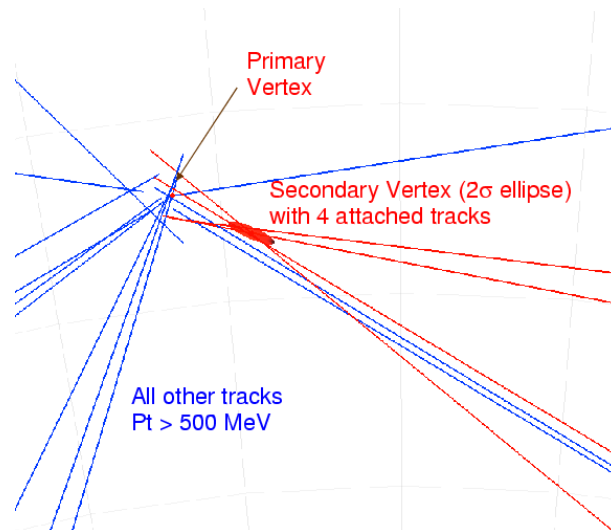 Primary
Vertex
Secondary Vertex (2σ ellipse)
with 4 attached tracks
All other tracks
Pt > 500 MeV